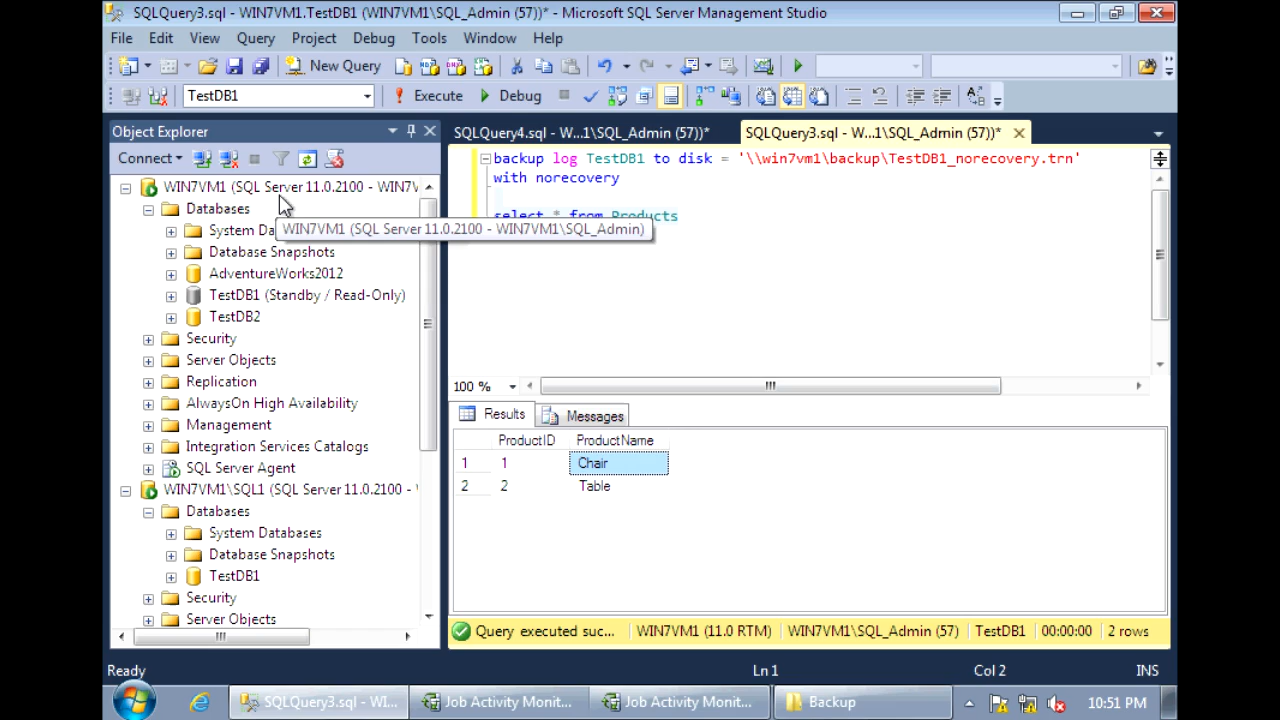 SQLQuery3.sql - WIN7VM1.TestDB1 (WIN7VM1\SQL_Admin (57))* - Microsoft SQL Server Management Studio
File Edit View Query Project Debug Tools Window Help
New Query
TestDB1 Execute Debug
Object Explorer
Connect
WIN7VM1 (SQL Server 11.0.2100 - WIN7V
Databases
System Da
Database Snapshots
AdventureWorks2012
TestDB1 (Standby / Read-Only)
TestDB2
Security
Server Objects
Replication
AlwaysOn High Availability
Management
Integration Services Catalogs
SQL Server Agent
WIN7VM1\SQL1 (SQL Server 11.0.2100 -
Databases
System Databases
Database Snapshots
TestDB1
Security
Server Objects
SQLQuery4.sql - W...1\SQL_Admin (57))* SQLQuery3.sql - W...1\SQL_Admin (57))*
backup log TestDB1 to disk = '\\win7vm1\backup\TestDB1_norecovery.trn'
with norecovery
select * from Products
WIN7VM1 (SQL Server 11.0.2100 - WIN7VM1\SQL_Admin)
100 %
Results Messages
ProductID ProductName
1 1 Chair
2 2 Table
Query executed suc... WIN7VM1 (11.0 RTM) WIN7VM1\SQL_Admin (57) TestDB1 00:00:00 2 rows
Ready Ln 1 Col 2 INS
SQLQuery3.sql - WI... Job Activity Monit... Job Activity Monit... Backup 10:51 PM